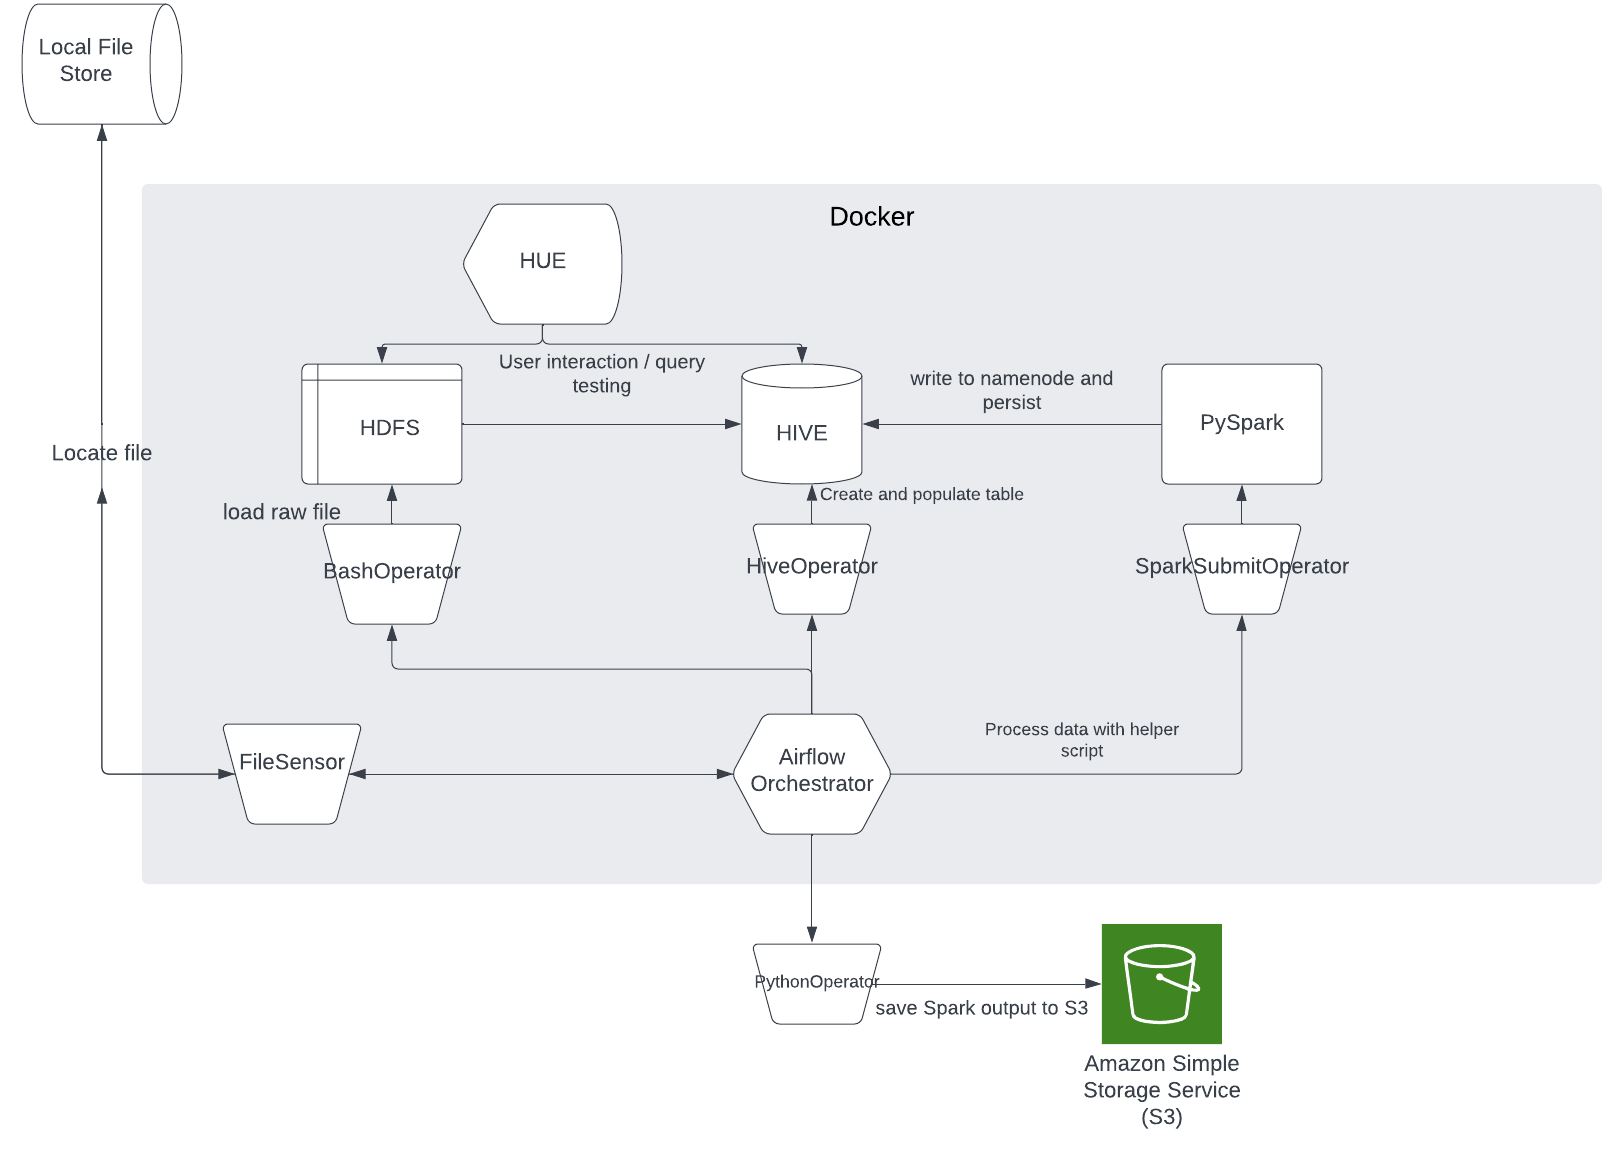 Local File
Store
Docker
HUE
User interaction / query
testing
write to namenode and
persist
HDFS
HIVE
PySpark
Locate file
load raw file
Create and populate table
BashOperator
HiveOperator
SparkSubmitOperator
FileSensor
Airflow
Orchestrator
Process data with helper
script
PythonOperator
save Spark output to S3
Amazon Simple
Storage Service
(S3)